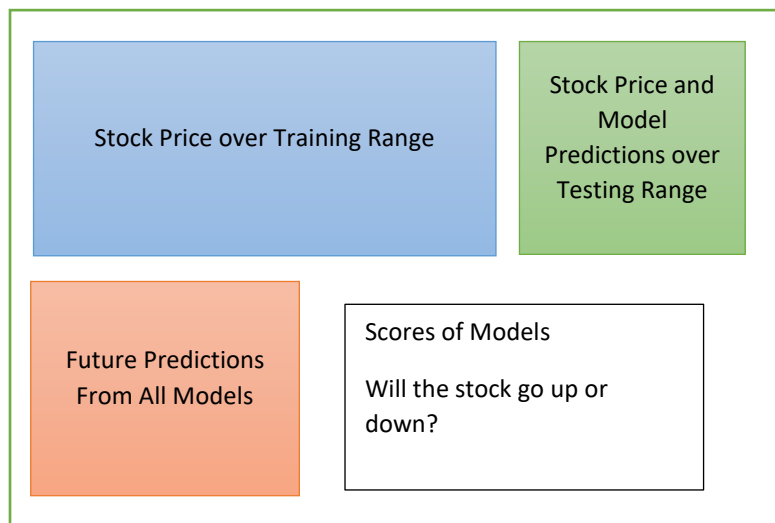 Stock Price over Training Range
Stock Price and
Model
Predictions over
Testing Range
Future Predictions
From All Models
Scores of Models
Will the stock go up or
down?